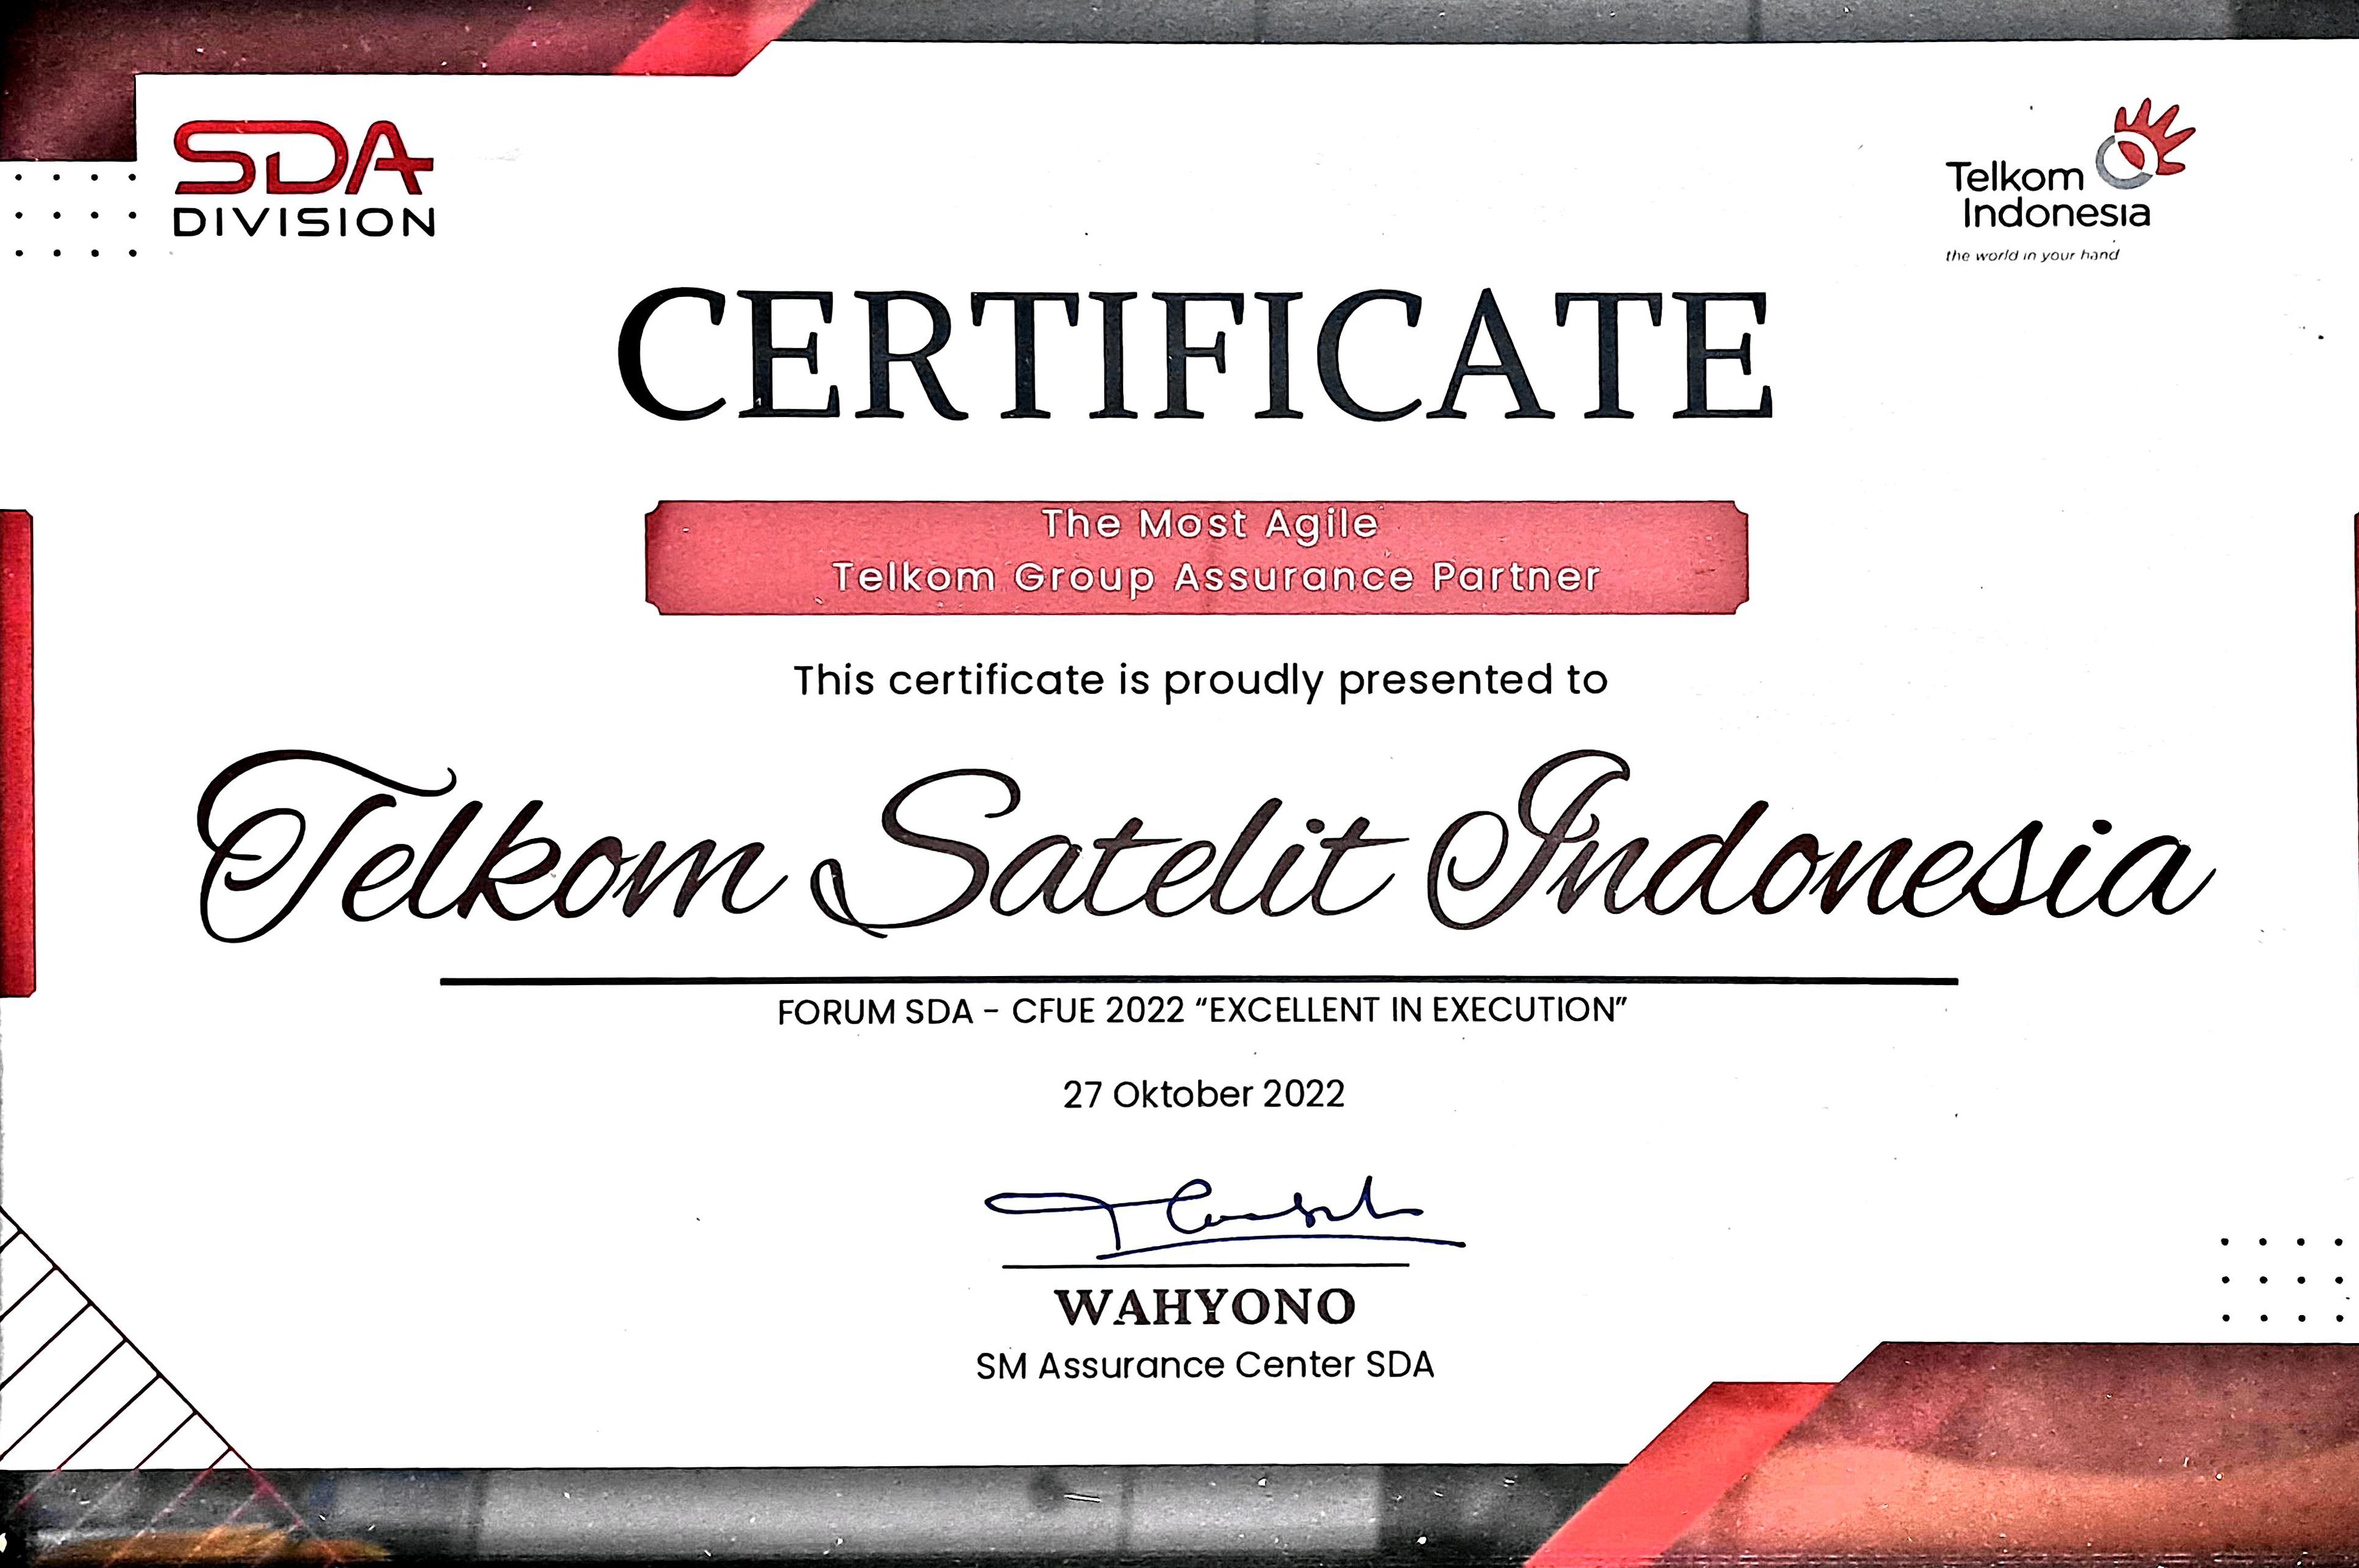 SDA
DIVISION
Telkom
Indonesia
the world in your hand
CERTIFICATE
The Most Agile
Telkom Group Assurance Partner
This certificate is proudly presented to
Telkom Satelit Indonesia
FORUM SDA - CFUE 2022 “EXCELLENT IN EXECUTION”
27 Oktober 2022
WAHYONO
SM Assurance Center SDA